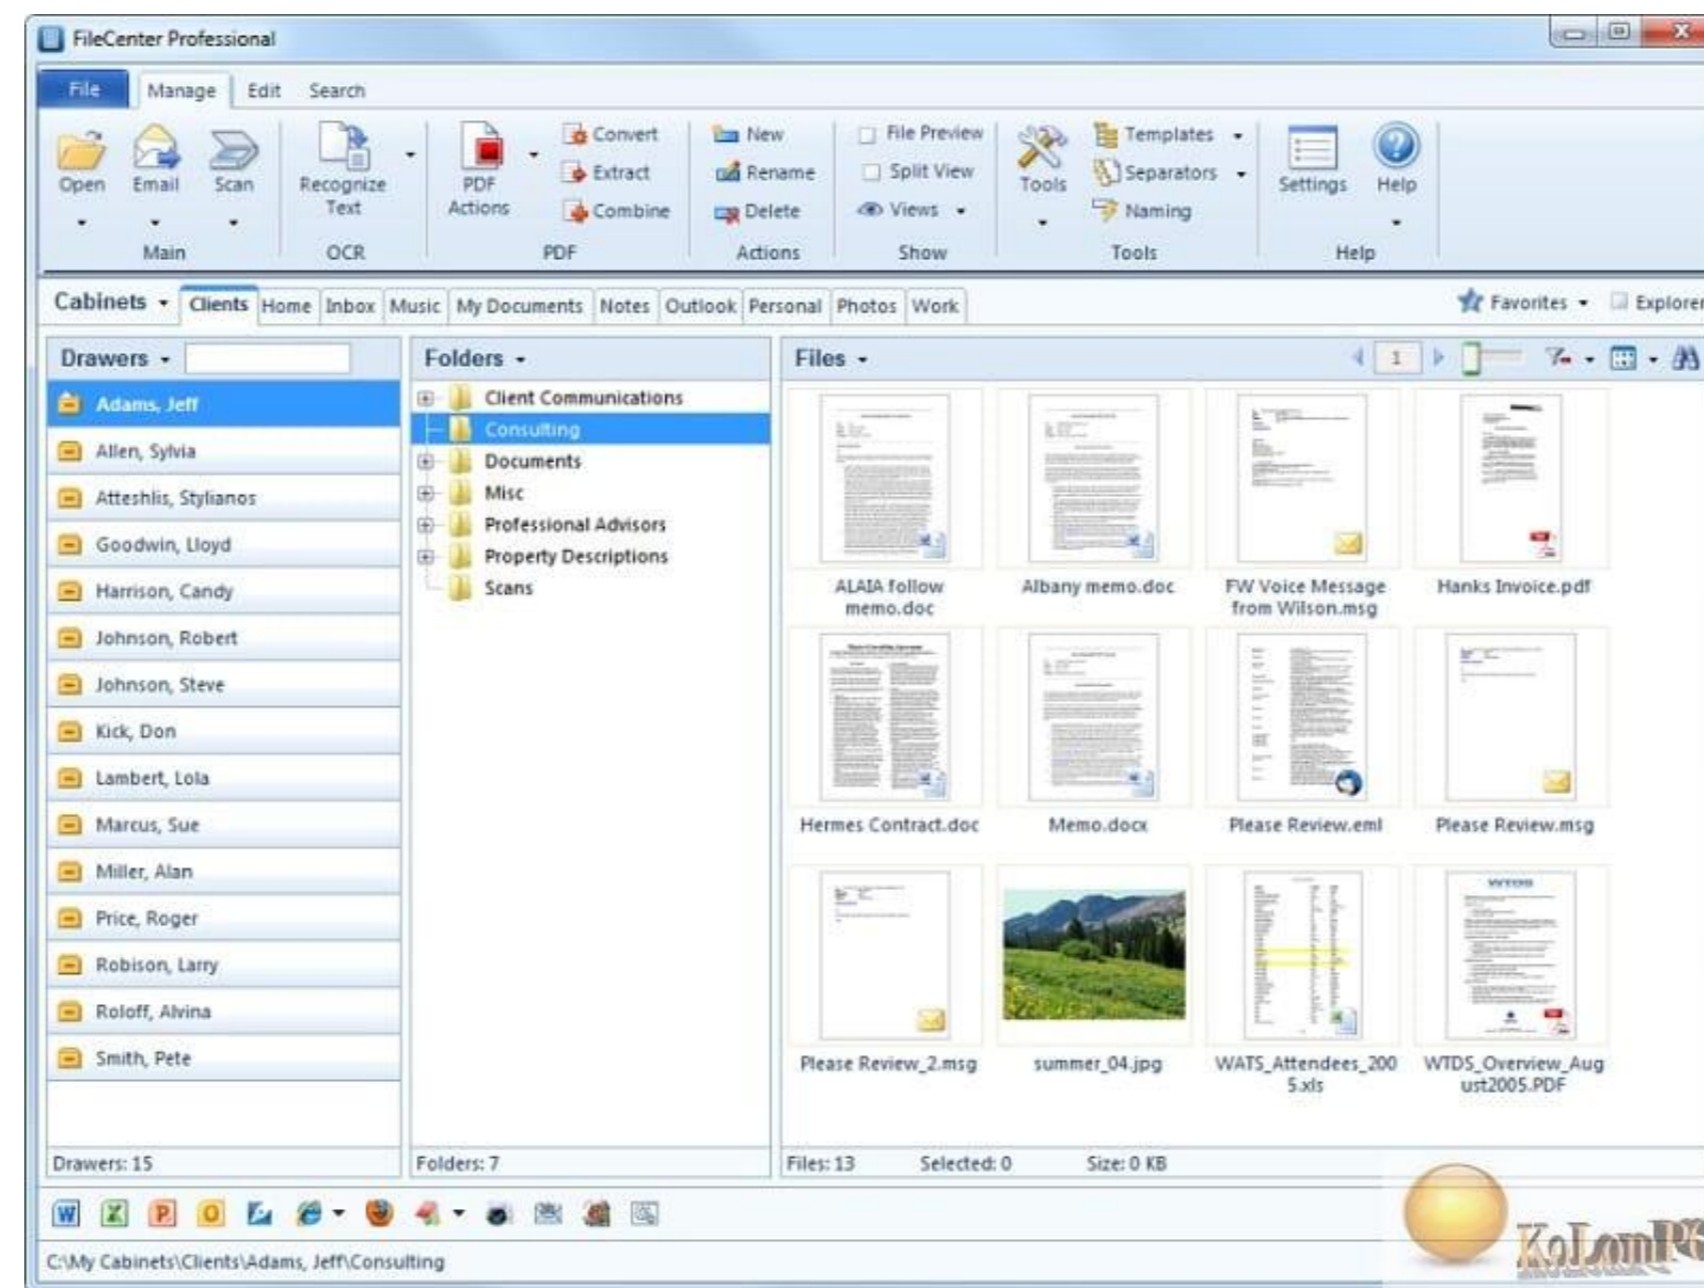 FileCenter Professional
File Manage Edit Search
Open Email Scan Recognize Text PDF Actions Convert Extract Combine New Rename Delete File Preview Split View Views Tools Templates Separators Naming Settings Help
Main OCR PDF Actions Show Tools Help
Cabinets Clients Home Inbox Music My Documents Notes Outlook Personal Photos Work Favorites Explorer
Drawers
Adams, Jeff
Allen, Sylvia
Atteshlis, Stylianos
Goodwin, Lloyd
Harrison, Candy
Johnson, Robert
Johnson, Steve
Kick, Don
Lambert, Lola
Marcus, Sue
Miller, Alan
Price, Roger
Robison, Larry
Roloff, Alvina
Smith, Pete
Drawers: 15
Folders
Client Communications
Consulting
Documents
Misc
Professional Advisors
Property Descriptions
Scans
Folders: 7
Files 1
ALAIA follow
memo.doc
Albany memo.doc
FW Voice Message
from Wilson.msg
Hanks Invoice.pdf
Hermes Contract.doc
Memo.docx
Please Review.eml
Please Review.msg
WTDS
Please Review_2.msg
summer_04.jpg
WATS_Attendees_200
5.xls
WTDS_Overview_Aug
ust2005.PDF
Files: 13 Selected: 0 Size: 0 KB
C:\My Cabinets\Clients\Adams, Jeff\Consulting
KoLomPC